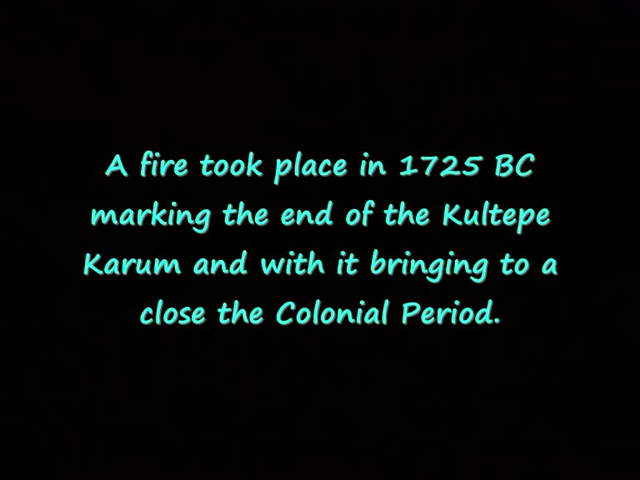 A fire took place in 1725 BC
marking the end of the Kultepe
Karum and with it bringing to a
close the Colonial Period.